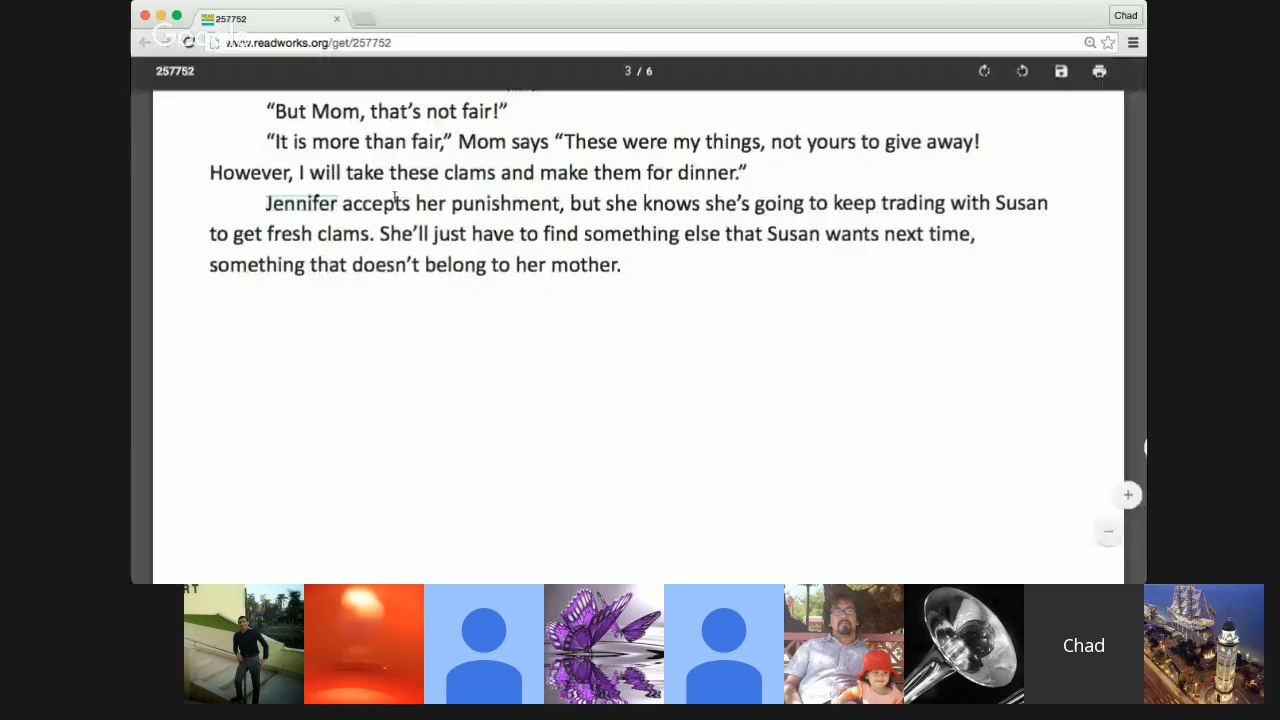 257752
Chad
Google
www.readworks.org/get/257752
257752
3 / 6
“But Mom, that’s not fair!”
“It is more than fair,” Mom says “These were my things, not yours to give away!
However, I will take these clams and make them for dinner.”
Jennifer accepts her punishment, but she knows she’s going to keep trading with Susan
to get fresh clams. She’ll just have to find something else that Susan wants next time,
something that doesn’t belong to her mother.
RT
Chad